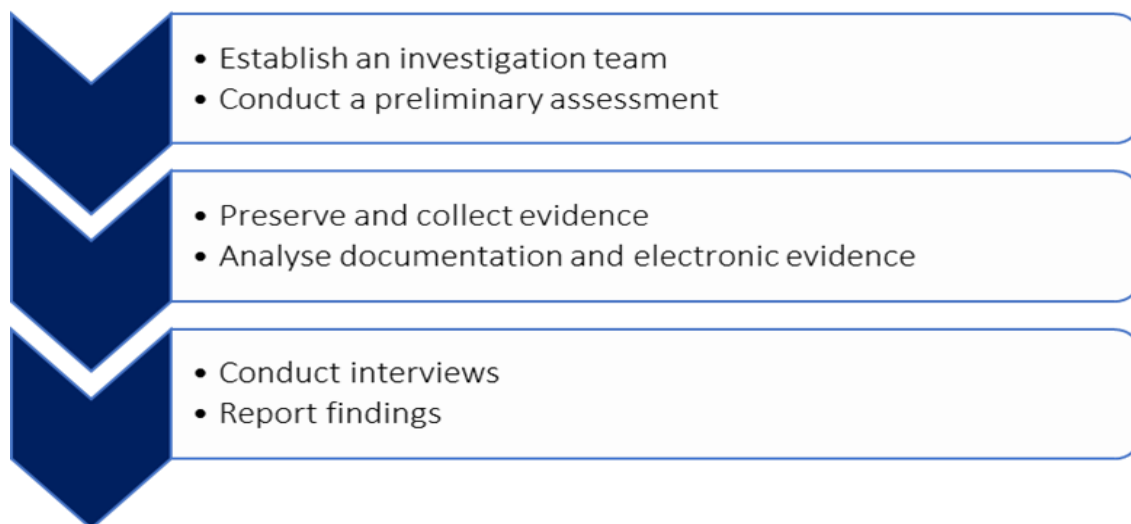 • Establish an investigation team
• Conduct a preliminary assessment
• Preserve and collect evidence
• Analyse documentation and electronic evidence
• Conduct interviews
• Report findings